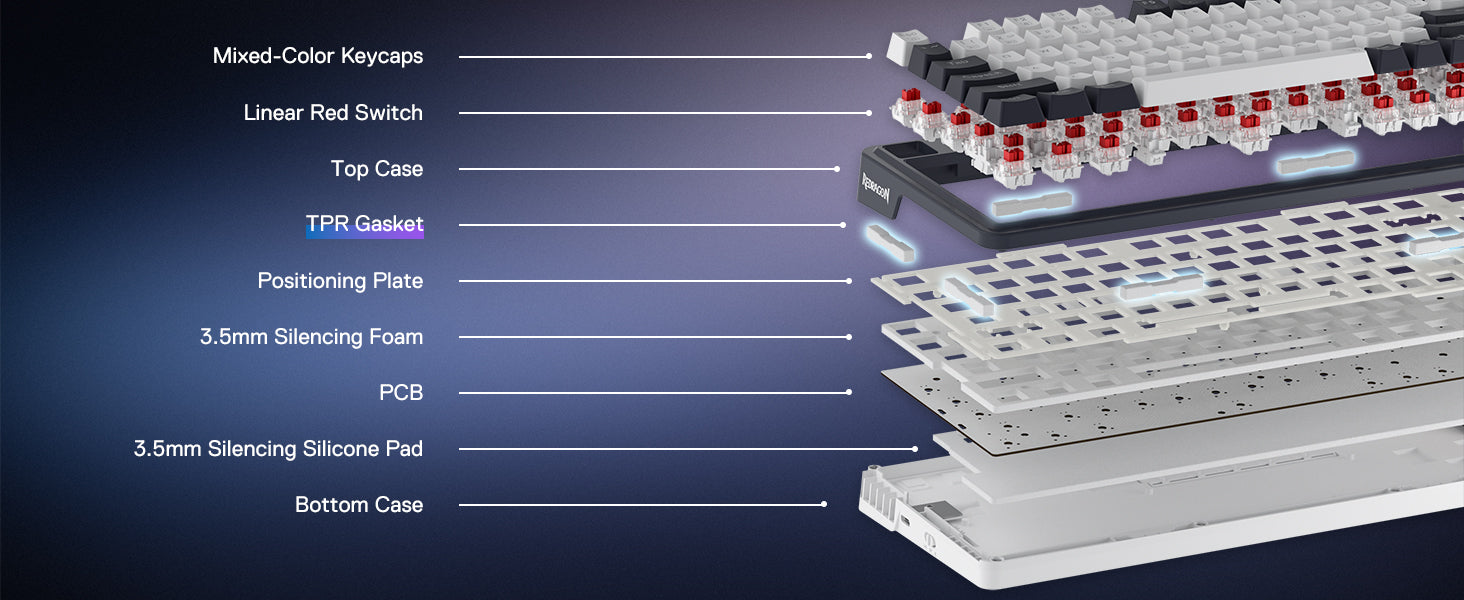 Mixed-Color Keycaps
Linear Red Switch
Top Case
REDRAGON
TPR Gasket
Positioning Plate
3.5mm Silencing Foam
PCB
3.5mm Silencing Silicone Pad
Bottom Case